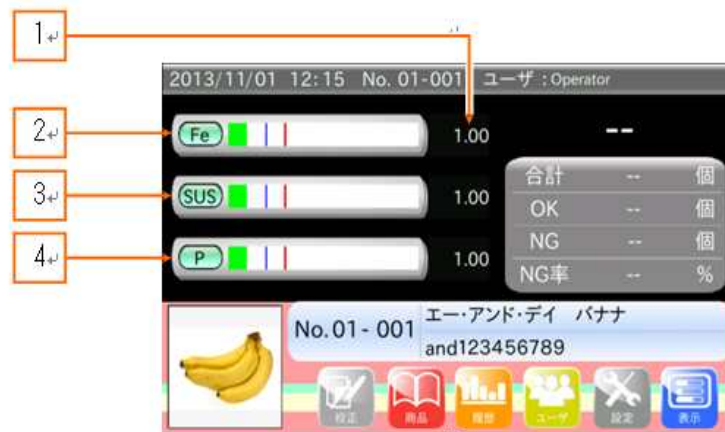 1
2013/11/01 12:15 No. 01-001 ユーザ : Operator
2
Fe 1.00 --
3
SUS 1.00
4
P 1.00
合計 -- 個
OK -- 個
NG -- 個
NG率 -- %
No. 01 - 001
エー・アンド・デイ バナナ
and123456789
校正 商品 履歴 ユーザ 設定 表示